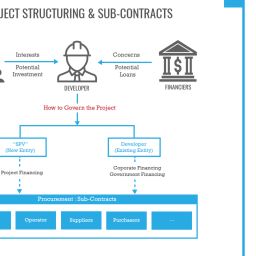 JECT STRUCTURING & SUB-CONTRACTS
Interests
Concerns
Potential
Investment
Potential
Loans
DEVELOPER
FINANCIERS
How to Govern the Project
"SPV"
(New Entity)
Developer
(Existing Entity)
Project Financing
Coporate Financing
Government Financing
Procurement : Sub-Contracts
Operator
Suppliers
Purchasers
...